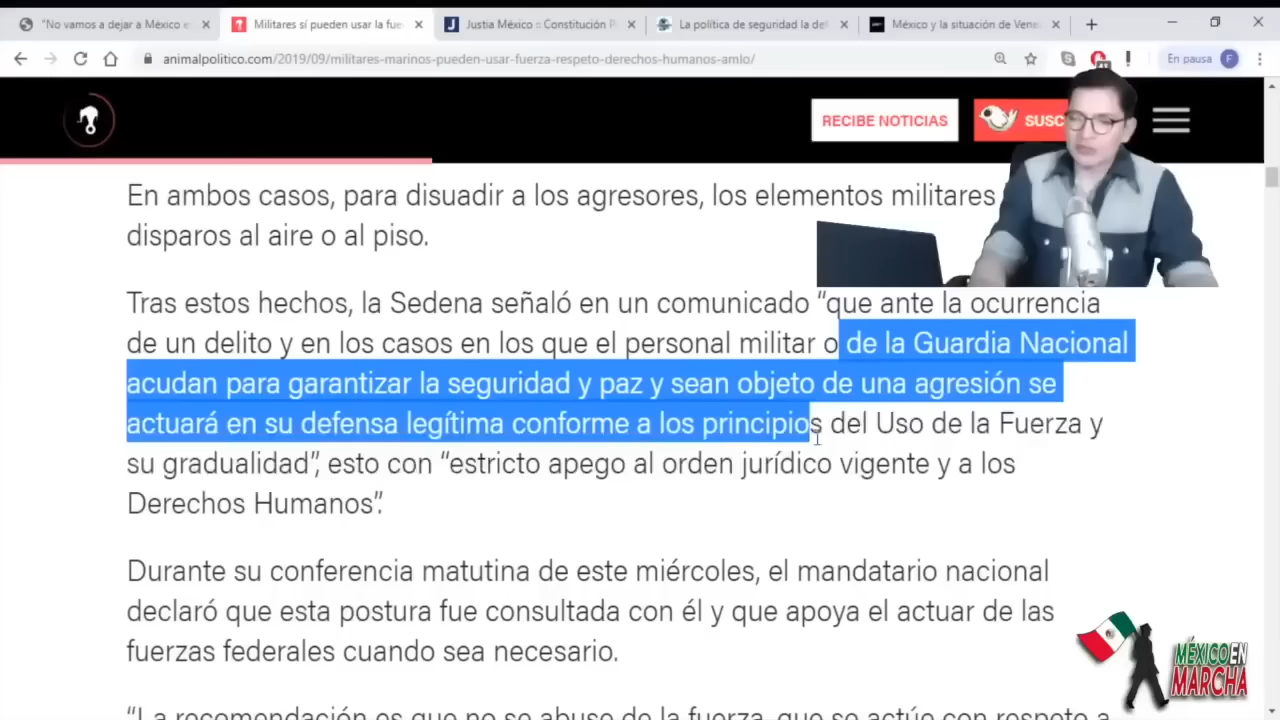 "No vamos a dejar a México e
Militares sí pueden usar la fue
Justia México :: Constitución P
La política de seguridad la de
México y la situación de Vene
animalpolitico.com/2019/09/militares-marinos-pueden-usar-fuerza-respeto-derechos-humanos-amlo/
En pausa
F
RECIBE NOTICIAS
SUSC
En ambos casos, para disuadir a los agresores, los elementos militares
disparos al aire o al piso.
Tras estos hechos, la Sedena señaló en un comunicado “que ante la ocurrencia
de un delito y en los casos en los que el personal militar o de la Guardia Nacional
acudan para garantizar la seguridad y paz y sean objeto de una agresión se
actuará en su defensa legítima conforme a los principios del Uso de la Fuerza y
su gradualidad”, esto con “estricto apego al orden jurídico vigente y a los
Derechos Humanos”.
Durante su conferencia matutina de este miércoles, el mandatario nacional
declaró que esta postura fue consultada con él y que apoya el actuar de las
fuerzas federales cuando sea necesario.
“La recomendación es que no se abuse de la fuerza, que se actúe con respeto a
MÉXICO EN
MARCHA